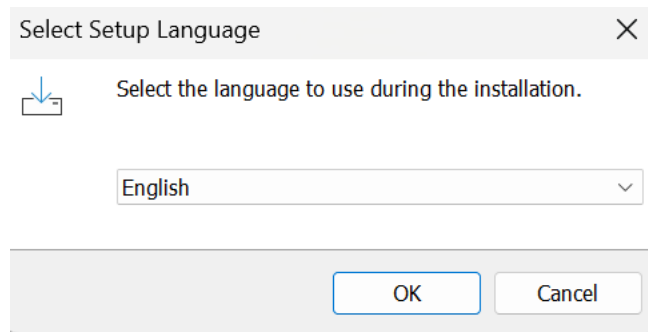 Select Setup Language
Select the language to use during the installation.
English
OK
Cancel